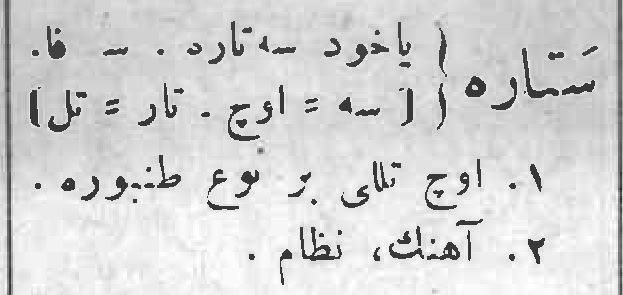 سَتاره ( یاخود سه‌تاره . ــ فا.
( [ سه = اوچ . تار = تل ]
۱. اوچ تللی بر نوع طنبوره .
۲. آهنك، نظام .